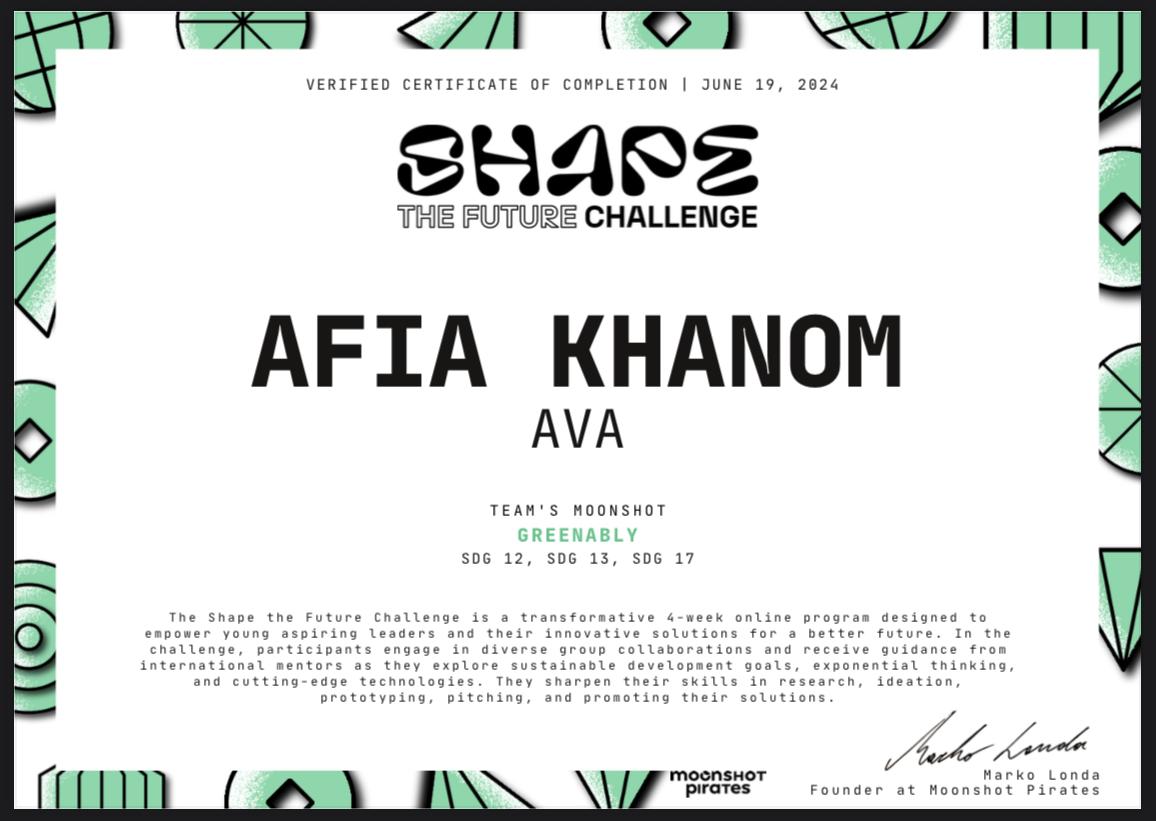 VERIFIED CERTIFICATE OF COMPLETION | JUNE 19, 2024
SHAPE
THE FUTURE CHALLENGE
AFIA KHANOM
AVA
TEAM'S MOONSHOT
GREENABLY
SDG 12, SDG 13, SDG 17
The Shape the Future Challenge is a transformative 4-week online program designed to
empower young aspiring leaders and their innovative solutions for a better future. In the
challenge, participants engage in diverse group collaborations and receive guidance from
international mentors as they explore sustainable development goals, exponential thinking,
and cutting-edge technologies. They sharpen their skills in research, ideation,
prototyping, pitching, and promoting their solutions.
Marko Londa
Marko Londa
Founder at Moonshot Pirates
moonshot
pirates